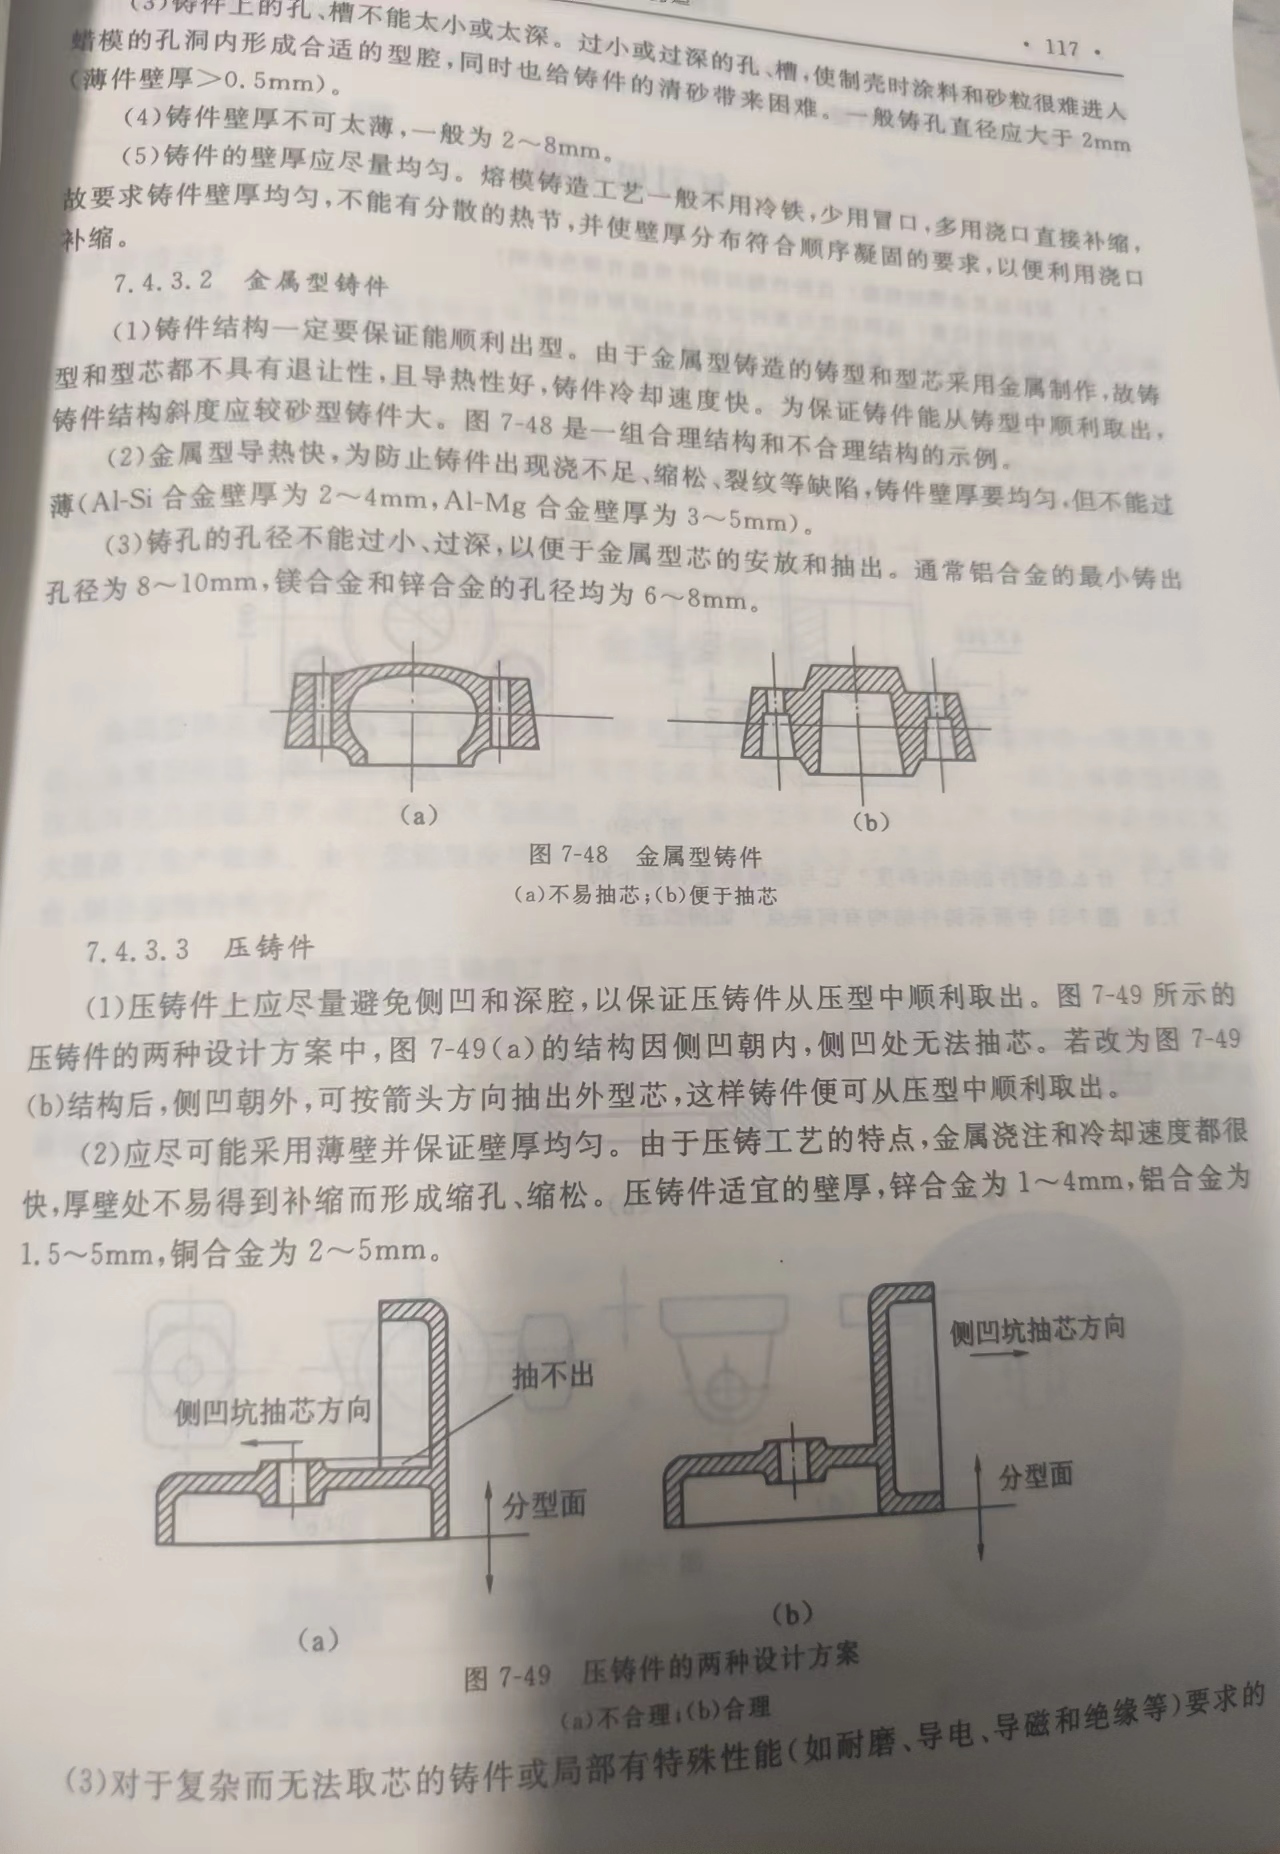 · 117 ·
(3)铸件上的孔、槽不能太小或太深。过小或过深的孔、槽,使制壳时涂料和砂粒很难进入
蜡模的孔洞内形成合适的型腔,同时也给铸件的清砂带来困难。一般铸孔直径应大于 2mm
(薄件壁厚>0.5mm)。
(4)铸件壁厚不可太薄,一般为 2～8mm。
(5)铸件的壁厚应尽量均匀。熔模铸造工艺一般不用冷铁,少用冒口,多用浇口直接补缩,
故要求铸件壁厚均匀,不能有分散的热节,并使壁厚分布符合顺序凝固的要求,以便利用浇口
补缩。
7.4.3.2 金属型铸件
(1)铸件结构一定要保证能顺利出型。由于金属型铸造的铸型和型芯采用金属制作,故铸
型和型芯都不具有退让性,且导热性好,铸件冷却速度快。为保证铸件能从铸型中顺利取出,
铸件结构斜度应较砂型铸件大。图 7-48 是一组合理结构和不合理结构的示例。
(2)金属型导热快,为防止铸件出现浇不足、缩松、裂纹等缺陷,铸件壁厚要均匀,但不能过
薄(Al-Si 合金壁厚为 2～4mm,Al-Mg 合金壁厚为 3～5mm)。
(3)铸孔的孔径不能过小、过深,以便于金属型芯的安放和抽出。通常铝合金的最小铸出
孔径为 8～10mm,镁合金和锌合金的孔径均为 6～8mm。
(a)
(b)
图 7-48 金属型铸件
(a)不易抽芯;(b)便于抽芯
7.4.3.3 压铸件
(1)压铸件上应尽量避免侧凹和深腔,以保证压铸件从压型中顺利取出。图 7-49 所示的
压铸件的两种设计方案中,图 7-49(a)的结构因侧凹朝内,侧凹处无法抽芯。若改为图 7-49
(b)结构后,侧凹朝外,可按箭头方向抽出外型芯,这样铸件便可从压型中顺利取出。
(2)应尽可能采用薄壁并保证壁厚均匀。由于压铸工艺的特点,金属浇注和冷却速度都很
快,厚壁处不易得到补缩而形成缩孔、缩松。压铸件适宜的壁厚,锌合金为 1～4mm,铝合金为
1.5～5mm,铜合金为 2～5mm。
侧凹坑抽芯方向
抽不出
分型面
侧凹坑抽芯方向
分型面
(a)
(b)
图 7-49 压铸件的两种设计方案
(a)不合理;(b)合理
(3)对于复杂而无法取芯的铸件或局部有特殊性能(如耐磨、导电、导磁和绝缘等)要求的